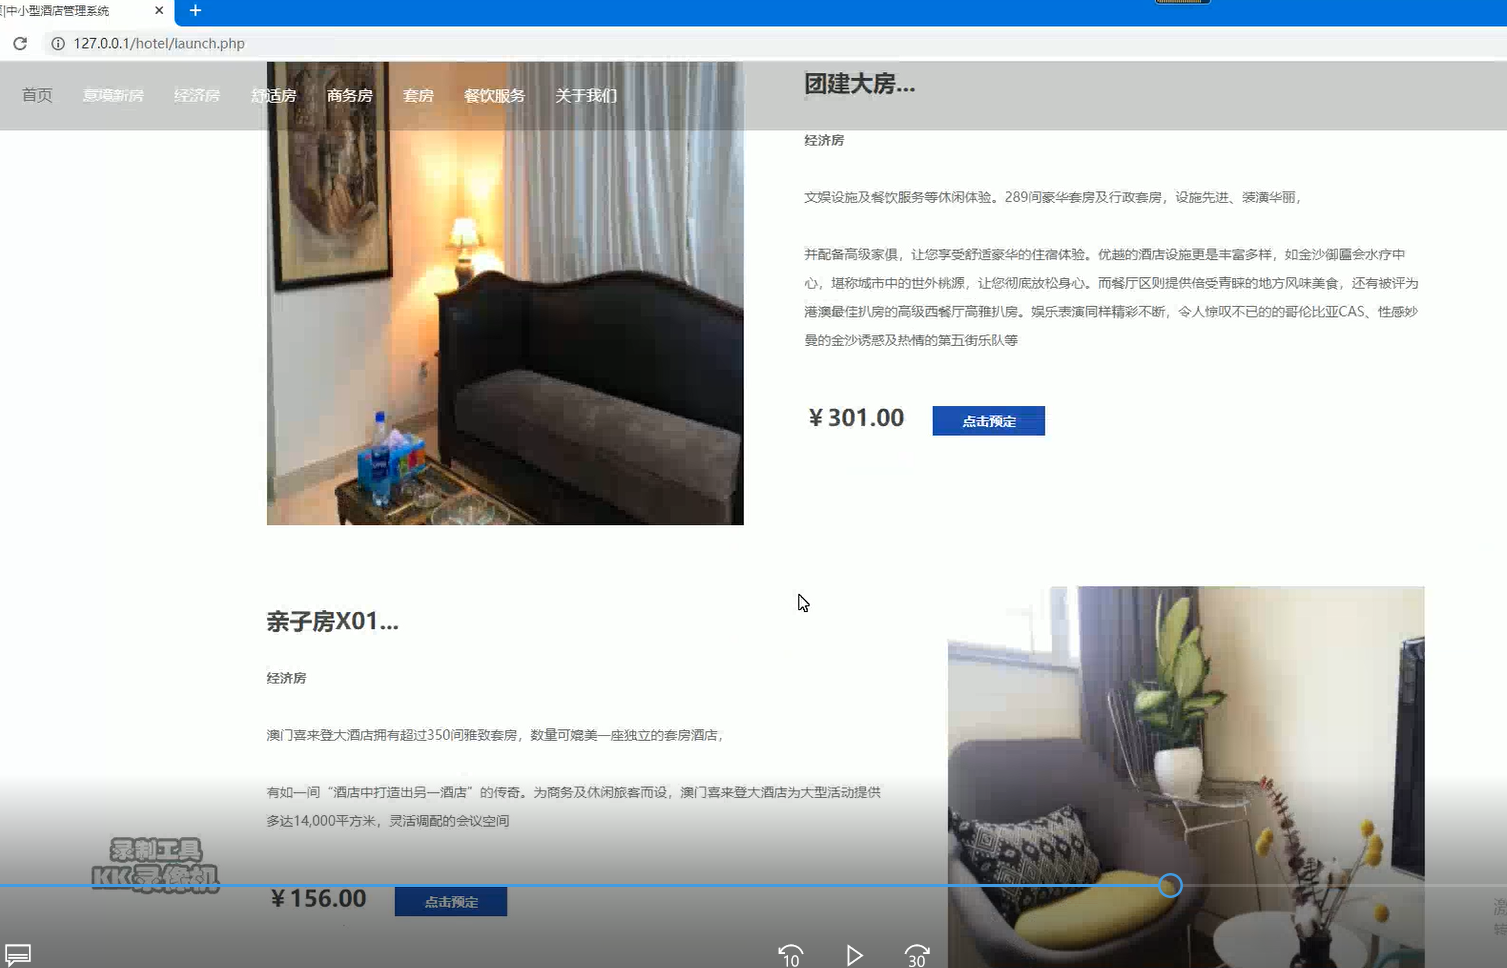 中小型酒店管理系统
127.0.0.1/hotel/launch.php
首页 意境新房 经济房 舒适房 商务房 套房 餐饮服务 关于我们
团建大房...
经济房
文娱设施及餐饮服务等休闲体验。289间豪华套房及行政套房，设施先进、装潢华丽，
并配备高级家俱，让您享受舒适豪华的住宿体验。优越的酒店设施更是丰富多样，如金沙御匾会水疗中
心，堪称城市中的世外桃源，让您彻底放松身心。而餐厅区则提供倍受青睐的地方风味美食，还有被评为
港澳最佳扒房的高级西餐厅高雅扒房。娱乐表演同样精彩不断，令人惊叹不已的的哥伦比亚CAS、性感妙
曼的金沙诱惑及热情的第五街乐队等
￥301.00 点击预定
亲子房X01...
经济房
澳门喜来登大酒店拥有超过350间雅致套房，数量可媲美一座独立的套房酒店，
有如一间“酒店中打造出另一酒店”的传奇。为商务及休闲旅客而设，澳门喜来登大酒店为大型活动提供
多达14,000平方米，灵活调配的会议空间
录制工具
KK录像机
￥156.00 点击预定
10 30